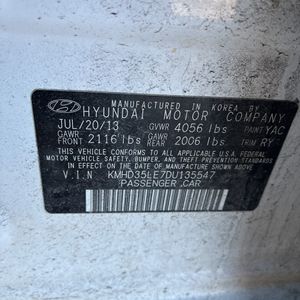 MANUFACTURED IN KOREA BY
HYUNDAI MOTOR COMPANY
JUL/20/13 GVWR 4056 lbs PAINT YAC
GAWR FRONT 2116 lbs GAWR REAR 2006 lbs TRIM RY
THIS VEHICLE CONFORMS TO ALL APPLICABLE U.S.A. FEDERAL
MOTOR VEHICLE SAFETY, BUMPER, AND THEFT PREVENTION STANDARDS
IN EFFECT ON THE DATE OF MANUFACTURE SHOWN ABOVE.
V.I.N KMHD35LE7DU135547
PASSENGER CAR